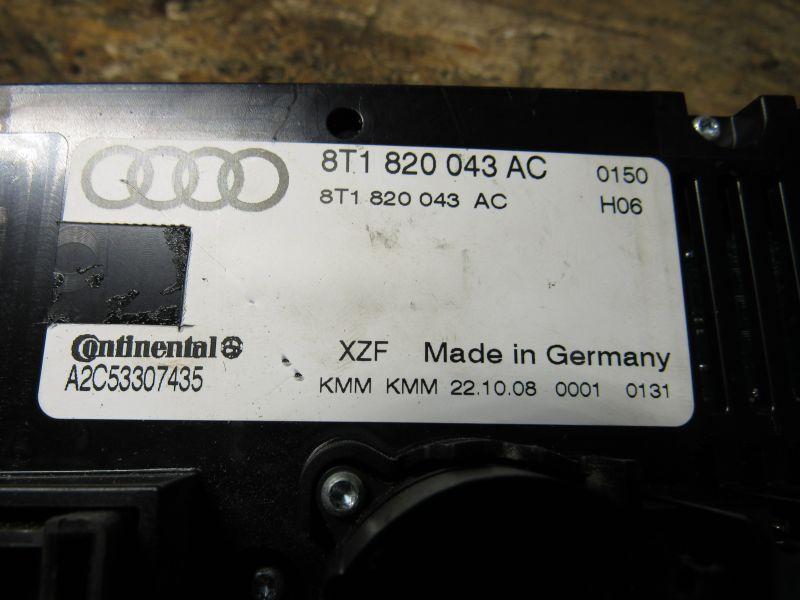 8T1 820 043 AC 0150
8T1 820 043 AC H06
Continental
A2C53307435
XZF Made in Germany
KMM KMM 22.10.08 0001 0131